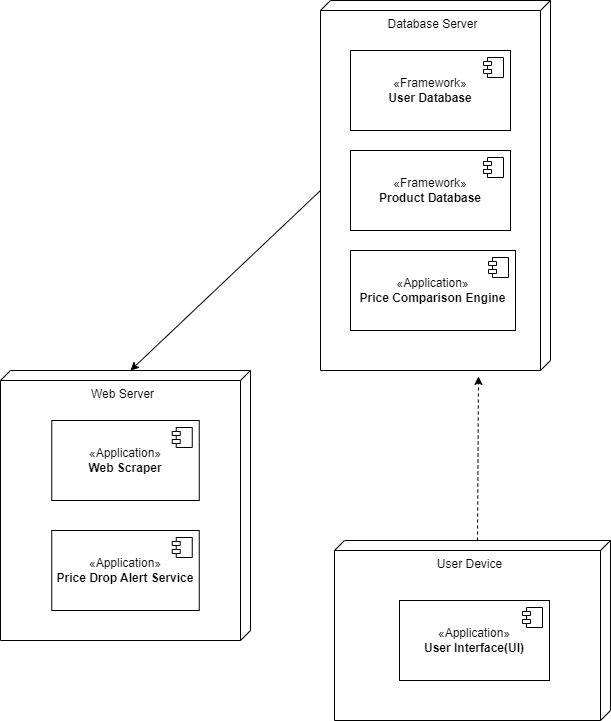 Database Server
«Framework»
User Database
«Framework»
Product Database
«Application»
Price Comparison Engine
Web Server
«Application»
Web Scraper
«Application»
Price Drop Alert Service
User Device
«Application»
User Interface(UI)